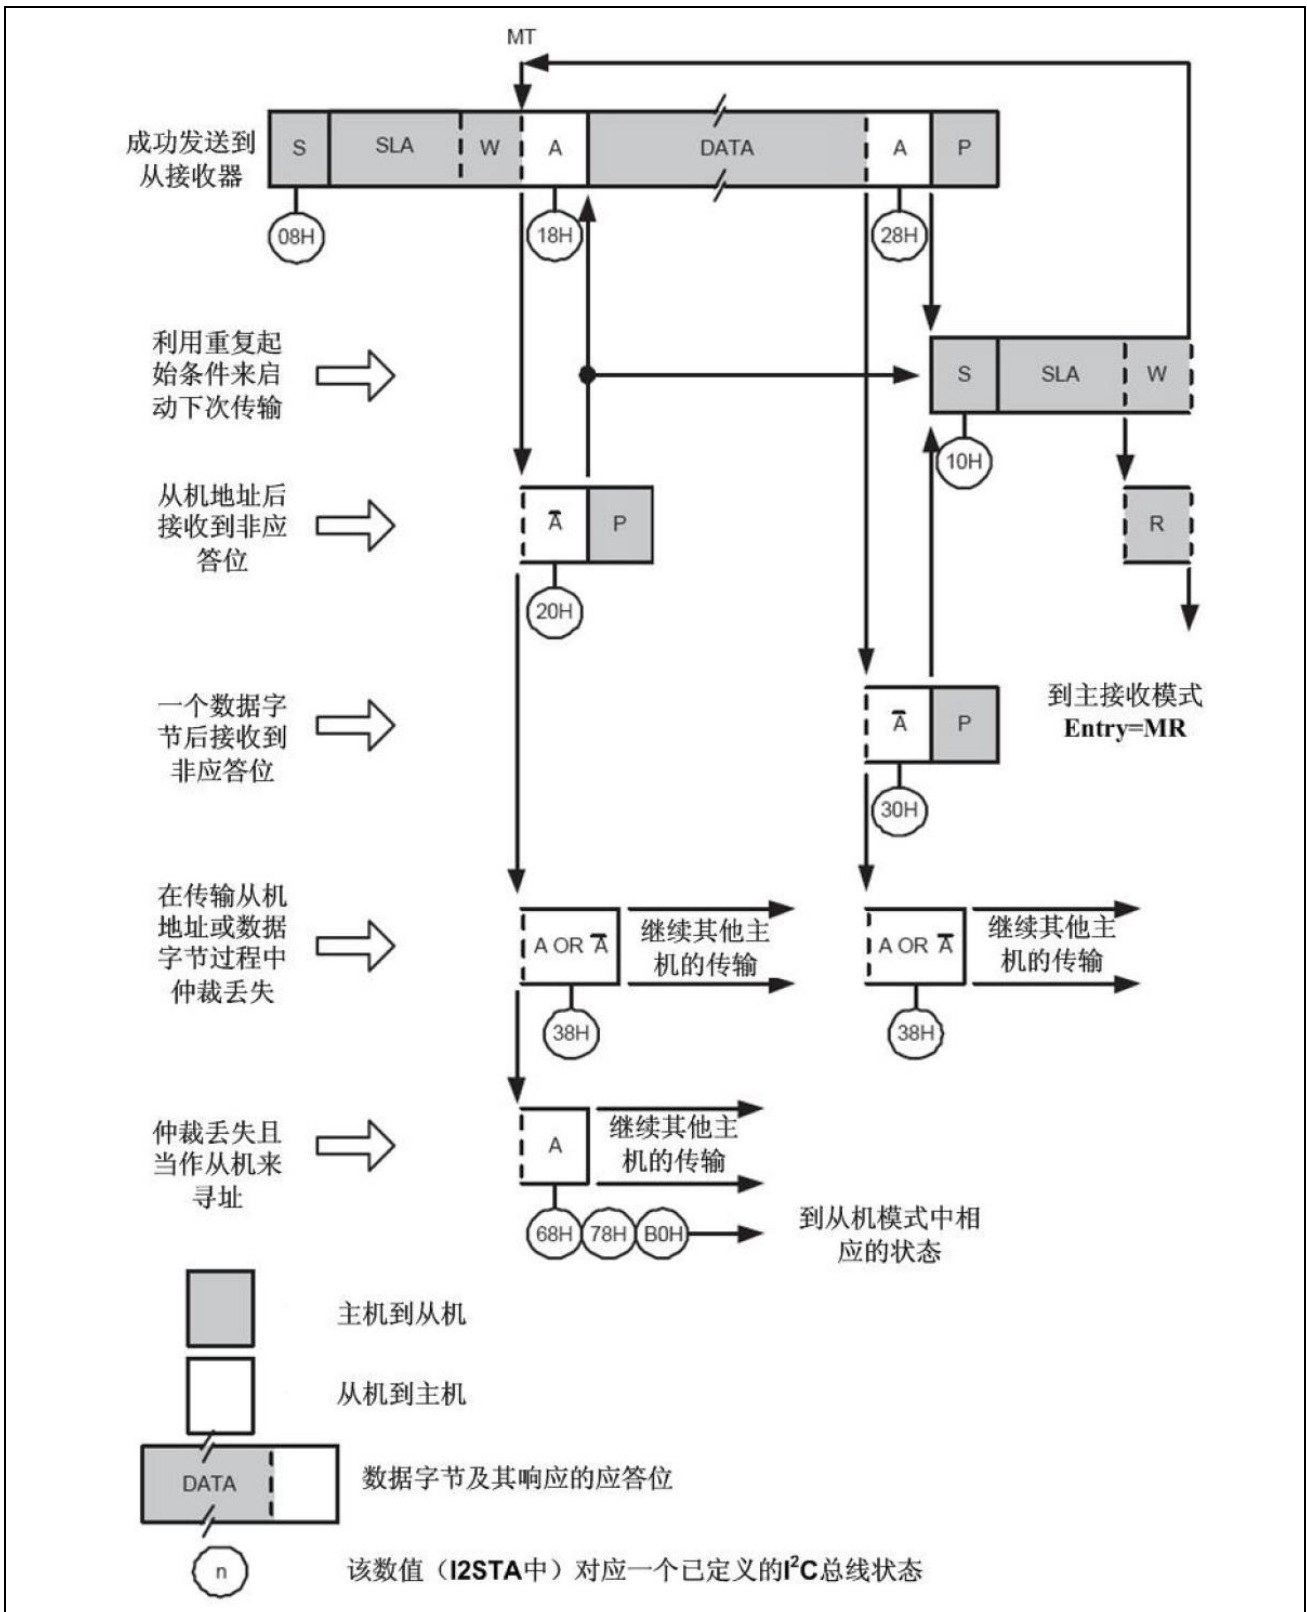 MT
成功发送到
从接收器
S SLA W A DATA A P
08H 18H 28H
利用重复起
始条件来启
动下次传输
S SLA W
10H
从机地址后
接收到非应
答位
A̅ P
R
20H
到主接收模式
Entry=MR
一个数据字
节后接收到
非应答位
A̅ P
30H
在传输从机
地址或数据
字节过程中
仲裁丢失
A OR A̅
继续其他主
机的传输
A OR A̅
继续其他主
机的传输
38H 38H
仲裁丢失且
当作从机来
寻址
A
继续其他主
机的传输
68H 78H B0H
到从机模式中相
应的状态
主机到从机
从机到主机
DATA
数据字节及其响应的应答位
n
该数值（I2STA中）对应一个已定义的I²C总线状态